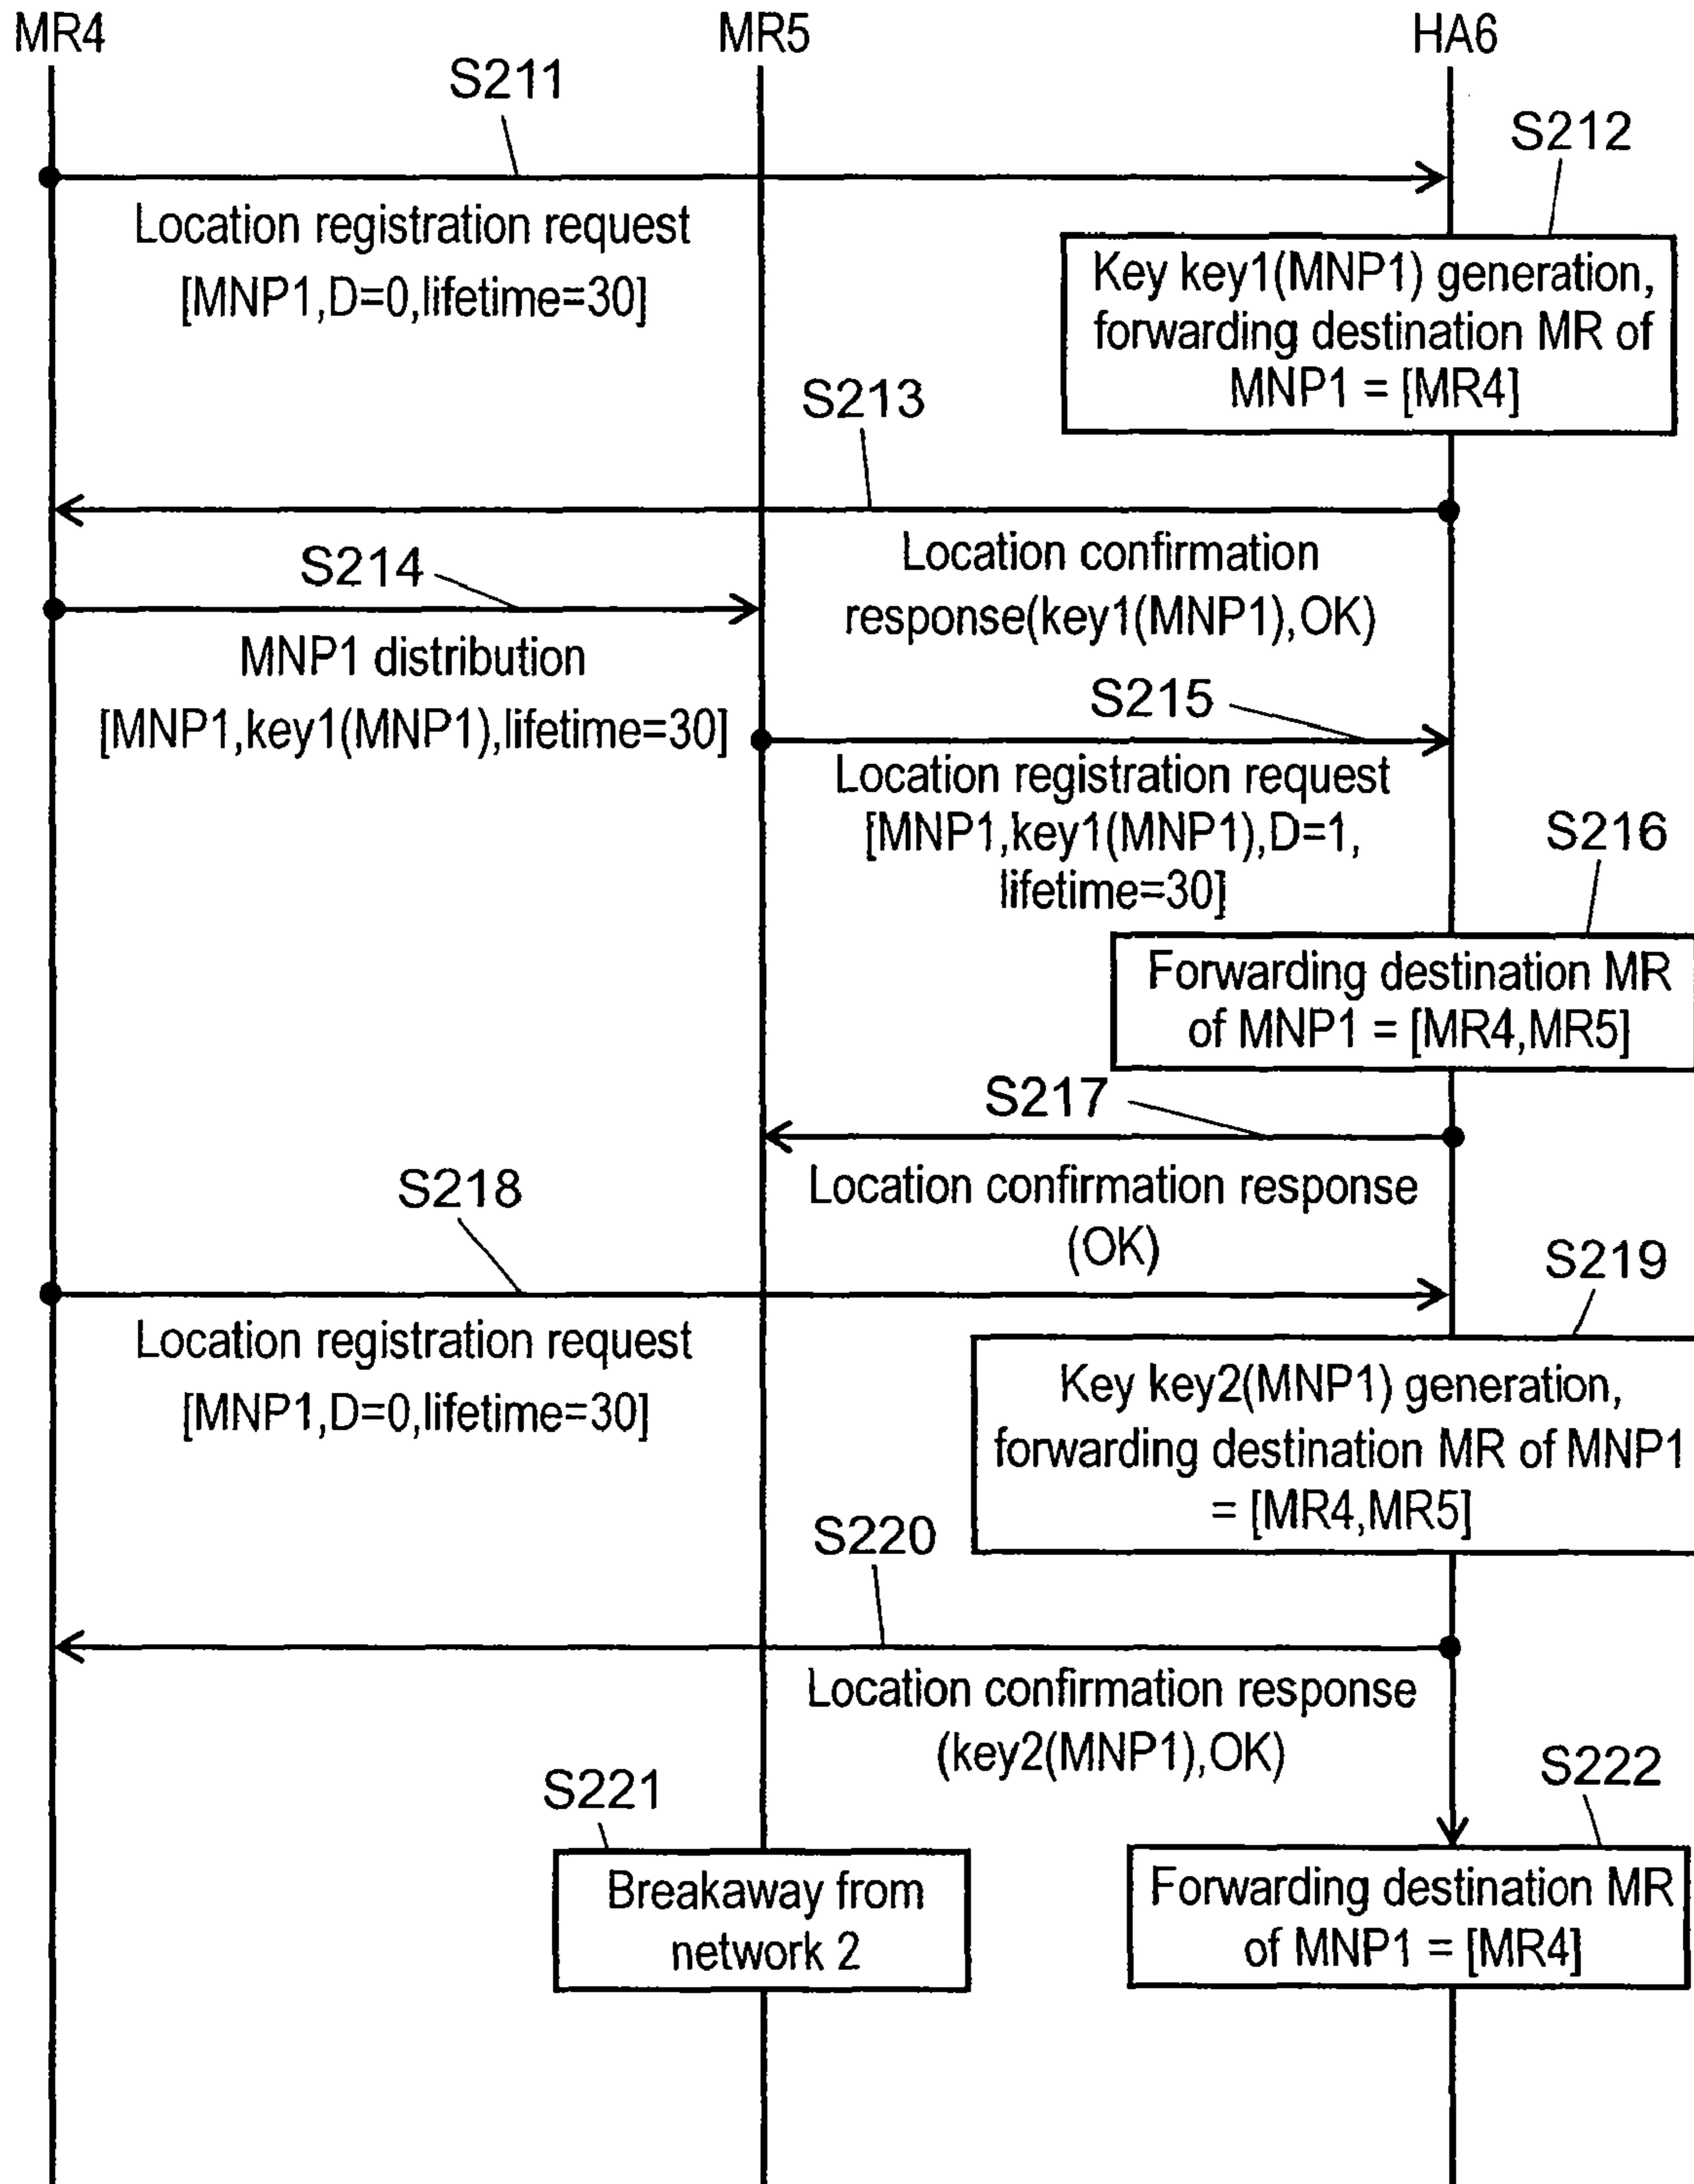 MR4
MR5
HA6
S211
S212
Location registration request
[MNP1,D=0,lifetime=30]
Key key1(MNP1) generation,
forwarding destination MR of
MNP1 = [MR4]
S213
Location confirmation
response(key1(MNP1),OK)
S214
MNP1 distribution
[MNP1,key1(MNP1),lifetime=30]
S215
Location registration request
[MNP1,key1(MNP1),D=1,
lifetime=30]
S216
Forwarding destination MR
of MNP1 = [MR4,MR5]
S217
Location confirmation response
(OK)
S218
Location registration request
[MNP1,D=0,lifetime=30]
S219
Key key2(MNP1) generation,
forwarding destination MR of MNP1
= [MR4,MR5]
S220
Location confirmation response
(key2(MNP1),OK)
S221
Breakaway from
network 2
S222
Forwarding destination MR
of MNP1 = [MR4]